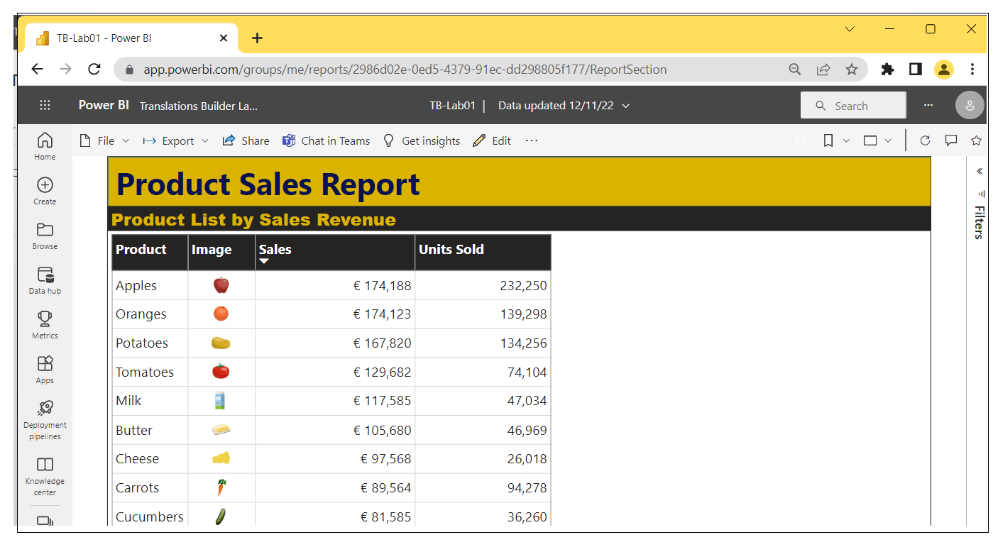 TB-Lab01 - Power BI
app.powerbi.com/groups/me/reports/2986d02e-0ed5-4379-91ec-dd298805f177/ReportSection
Power BI Translations Builder La... TB-Lab01 | Data updated 12/11/22 Search
File Export Share Chat in Teams Get insights Edit
Home
Create
Browse
Data hub
Metrics
Apps
Deployment
pipelines
Knowledge
center
Product Sales Report
Product List by Sales Revenue
Product Image Sales Units Sold
Apples € 174,188 232,250
Oranges € 174,123 139,298
Potatoes € 167,820 134,256
Tomatoes € 129,682 74,104
Milk € 117,585 47,034
Butter € 105,680 46,969
Cheese € 97,568 26,018
Carrots € 89,564 94,278
Cucumbers € 81,585 36,260
Filters